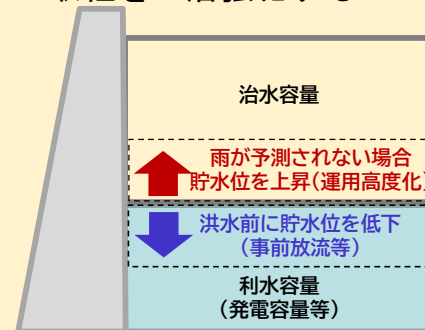 治水容量
雨が予測されない場合
貯水位を上昇(運用高度化)
洪水前に貯水位を低下
(事前放流等)
利水容量
(発電容量等)